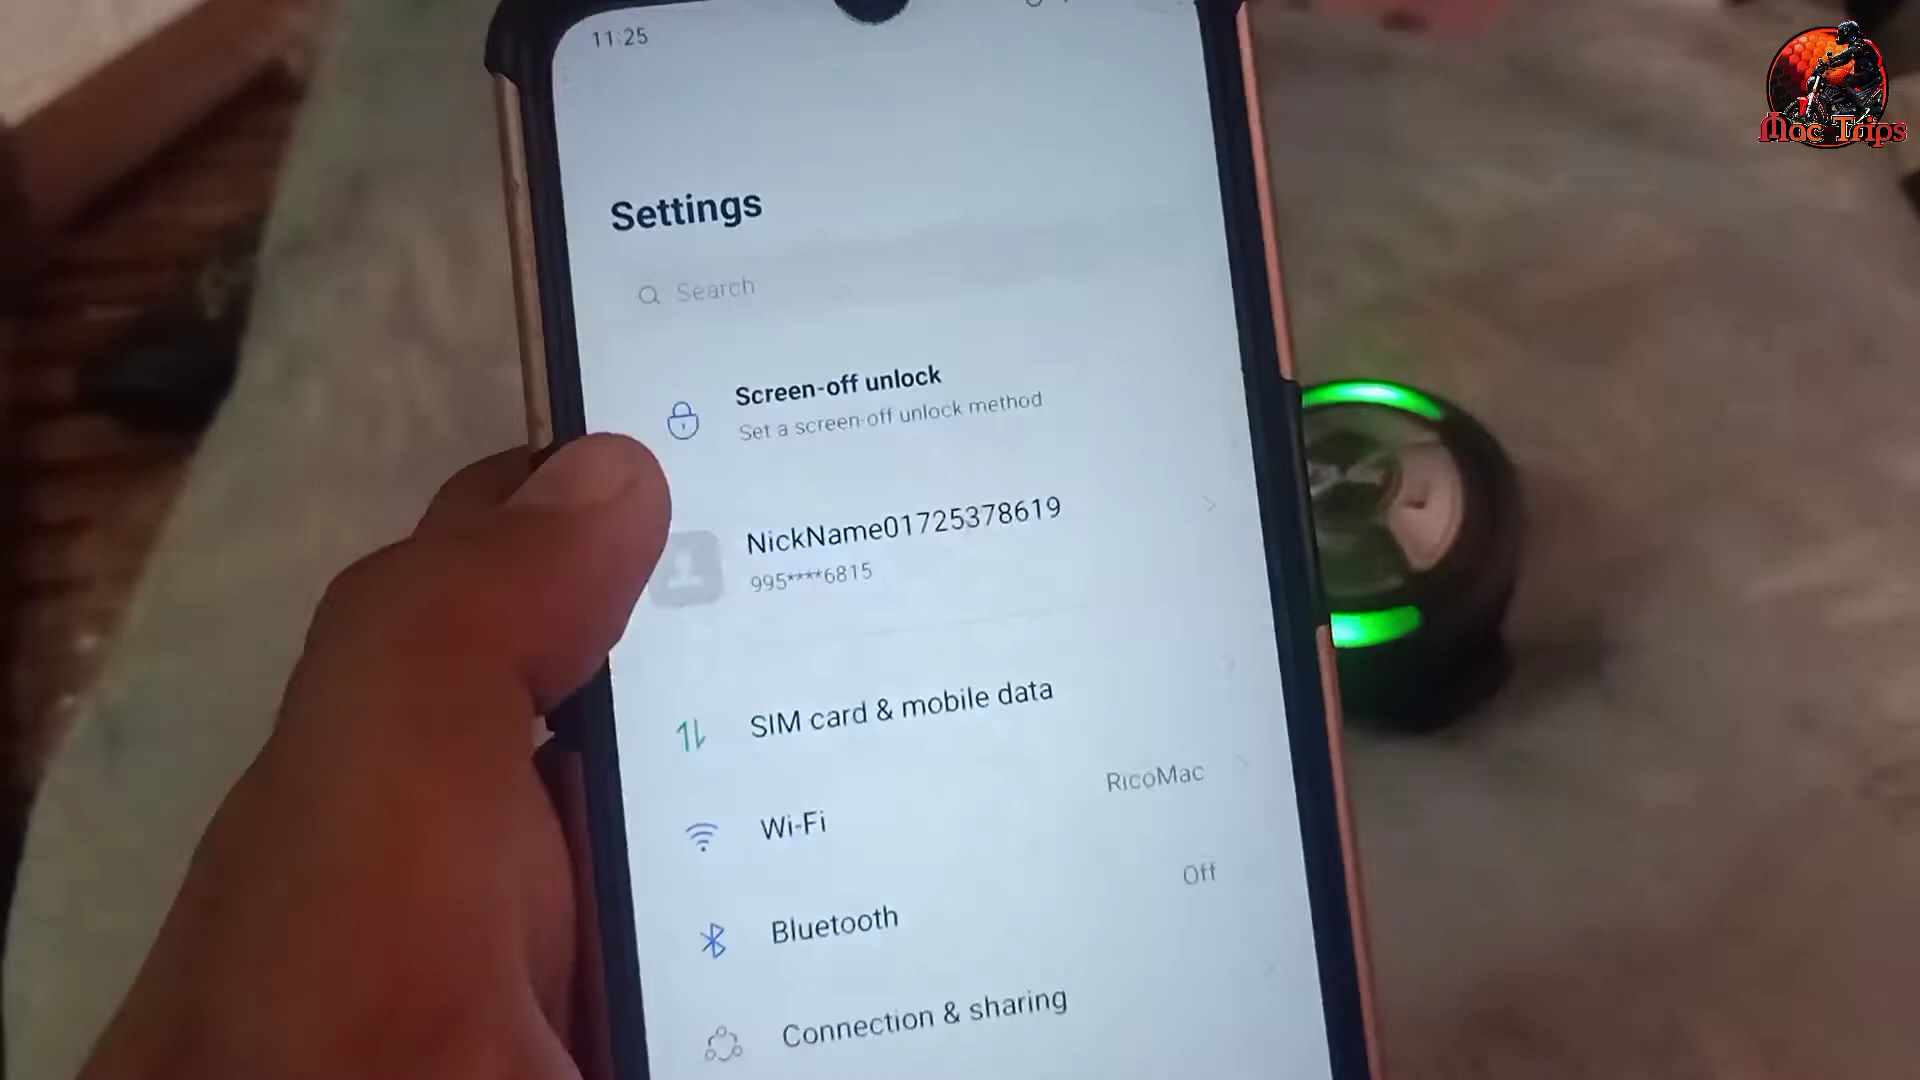 11:25
Moc Trips
Settings
Search
Screen-off unlock
Set a screen-off unlock method
NickName01725378619
995****6815
SIM card & mobile data
Wi-Fi
RicoMac
Bluetooth
Off
Connection & sharing